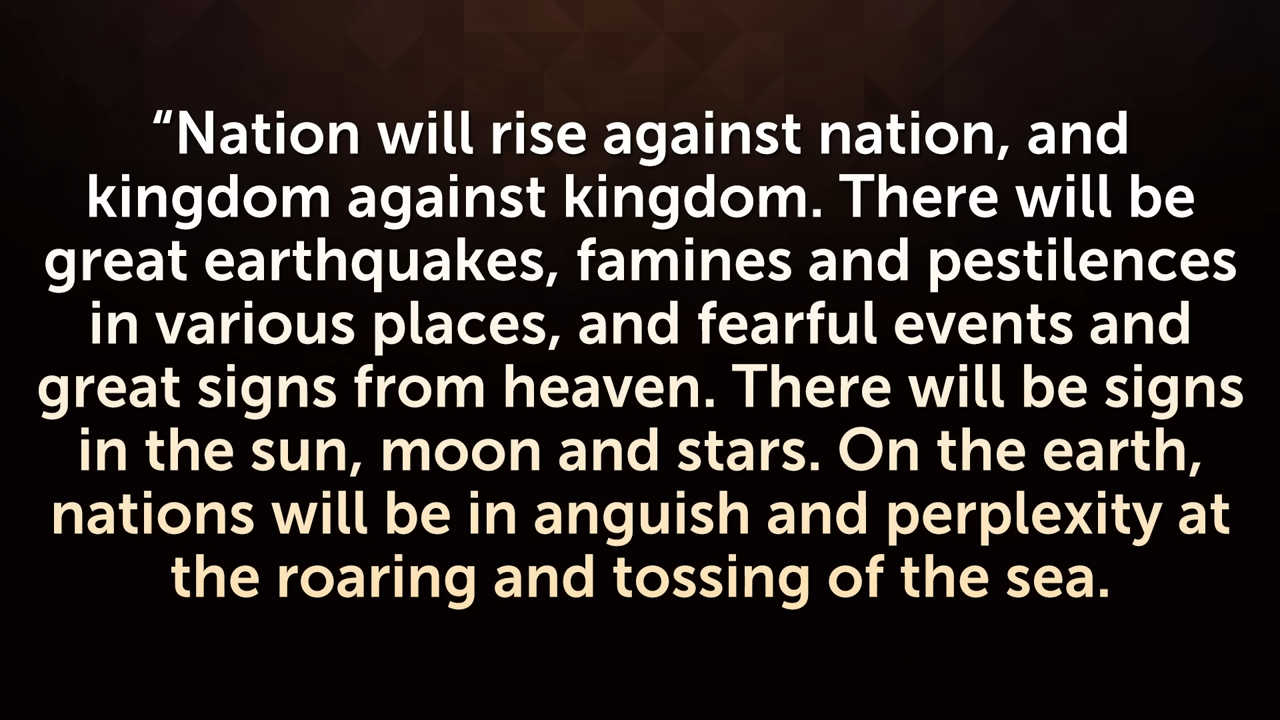 “Nation will rise against nation, and
kingdom against kingdom. There will be
great earthquakes, famines and pestilences
in various places, and fearful events and
great signs from heaven. There will be signs
in the sun, moon and stars. On the earth,
nations will be in anguish and perplexity at
the roaring and tossing of the sea.